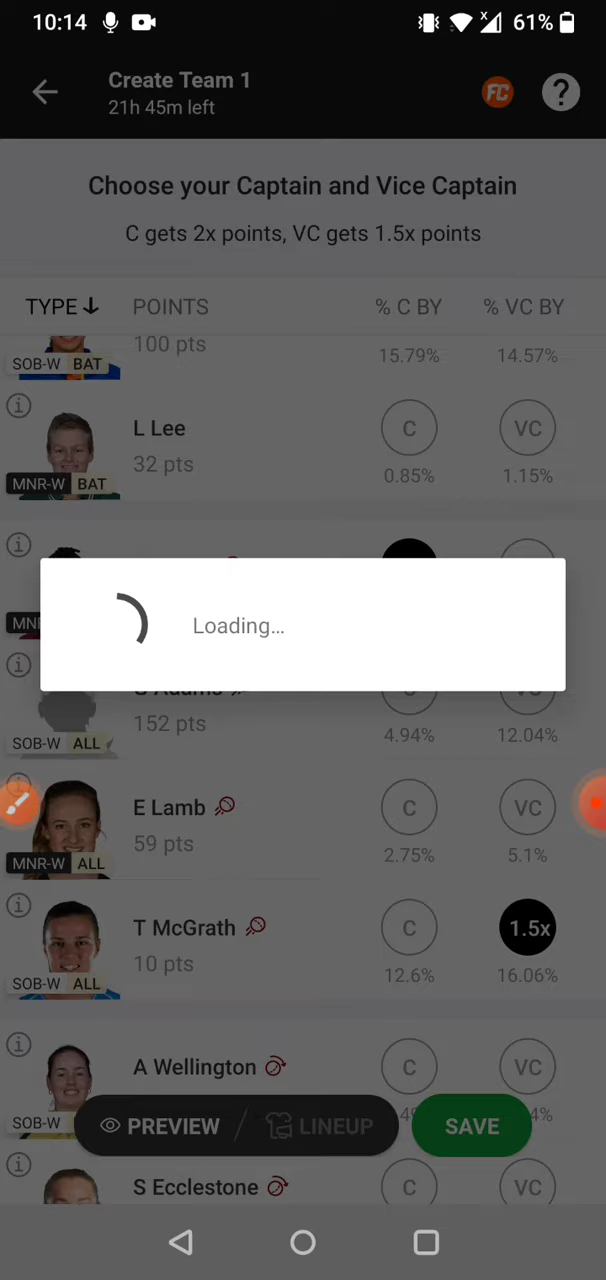 10:14 61%
Create Team 1
21h 45m left
FC ?
Choose your Captain and Vice Captain
C gets 2x points, VC gets 1.5x points
TYPE POINTS % C BY % VC BY
100 pts 15.79% 14.57%
SOB-W BAT
L Lee C VC
32 pts 0.85% 1.15%
MNR-W BAT
Loading...
152 pts 4.94% 12.04%
SOB-W ALL
E Lamb C VC
59 pts 2.75% 5.1%
MNR-W ALL
T McGrath C 1.5x
10 pts 12.6% 16.06%
SOB-W ALL
A Wellington C VC
SOB-W
PREVIEW LINEUP SAVE
S Ecclestone C VC